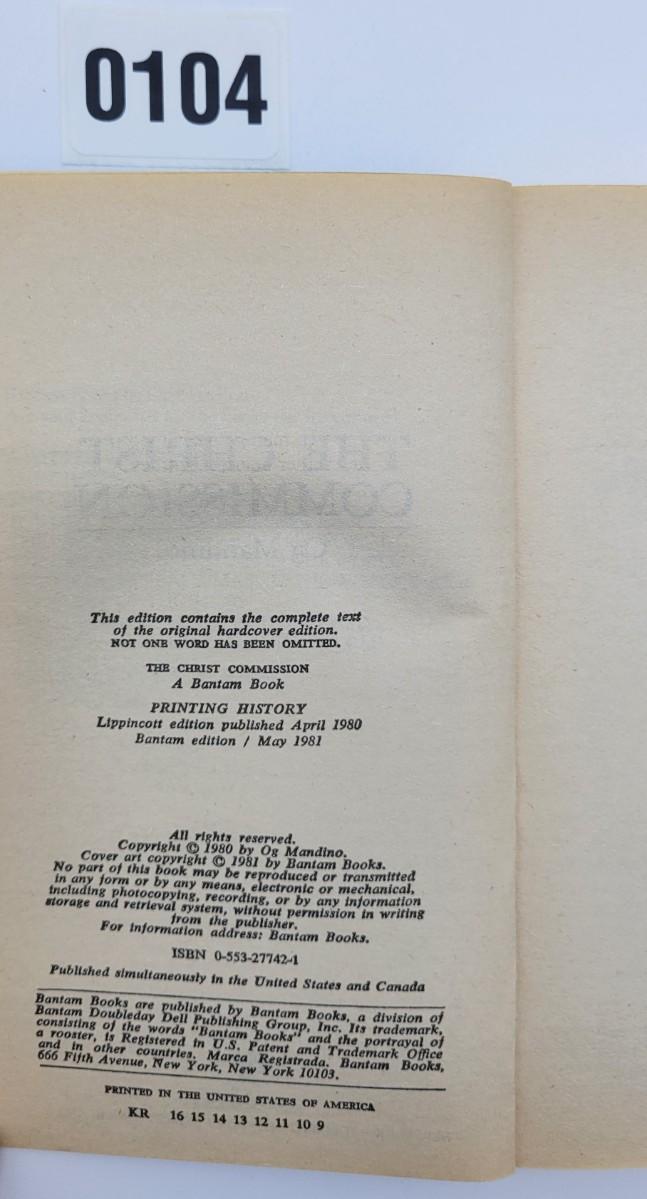 0104
THE CHRIST
COMMISSION
Og Mandino
This edition contains the complete text
of the original hardcover edition.
NOT ONE WORD HAS BEEN OMITTED.
THE CHRIST COMMISSION
A Bantam Book
PRINTING HISTORY
Lippincott edition published April 1980
Bantam edition / May 1981
All rights reserved.
Copyright © 1980 by Og Mandino.
Cover art copyright © 1981 by Bantam Books.
No part of this book may be reproduced or transmitted
in any form or by any means, electronic or mechanical,
including photocopying, recording, or by any information
storage and retrieval system, without permission in writing
from the publisher.
For information address: Bantam Books.
ISBN 0-553-27742-1
Published simultaneously in the United States and Canada
Bantam Books are published by Bantam Books, a division of
Bantam Doubleday Dell Publishing Group, Inc. Its trademark,
consisting of the words "Bantam Books" and the portrayal of
a rooster, is Registered in U.S. Patent and Trademark Office
and in other countries. Marca Registrada. Bantam Books,
666 Fifth Avenue, New York, New York 10103.
PRINTED IN THE UNITED STATES OF AMERICA
KR 16 15 14 13 12 11 10 9